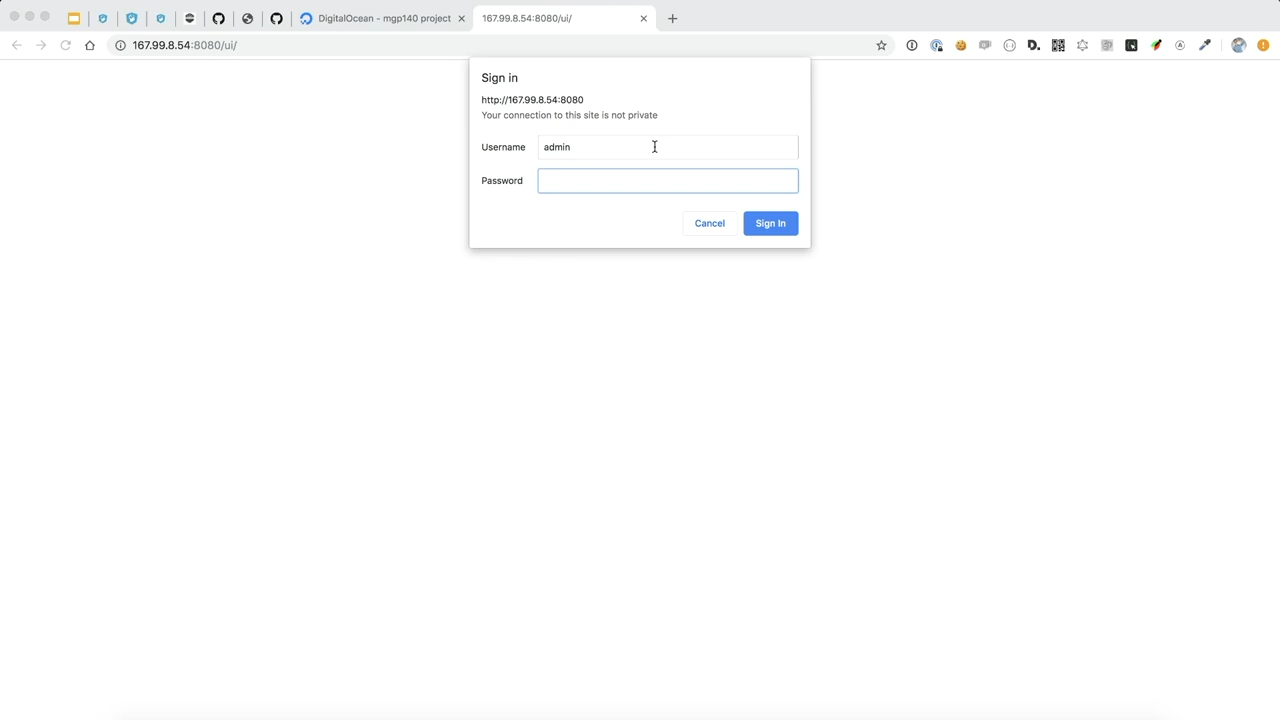 DigitalOcean - mgp140 project
167.99.8.54:8080/ui/
167.99.8.54:8080/ui/
Sign in
http://167.99.8.54:8080
Your connection to this site is not private
Username
admin
Password
Cancel
Sign In